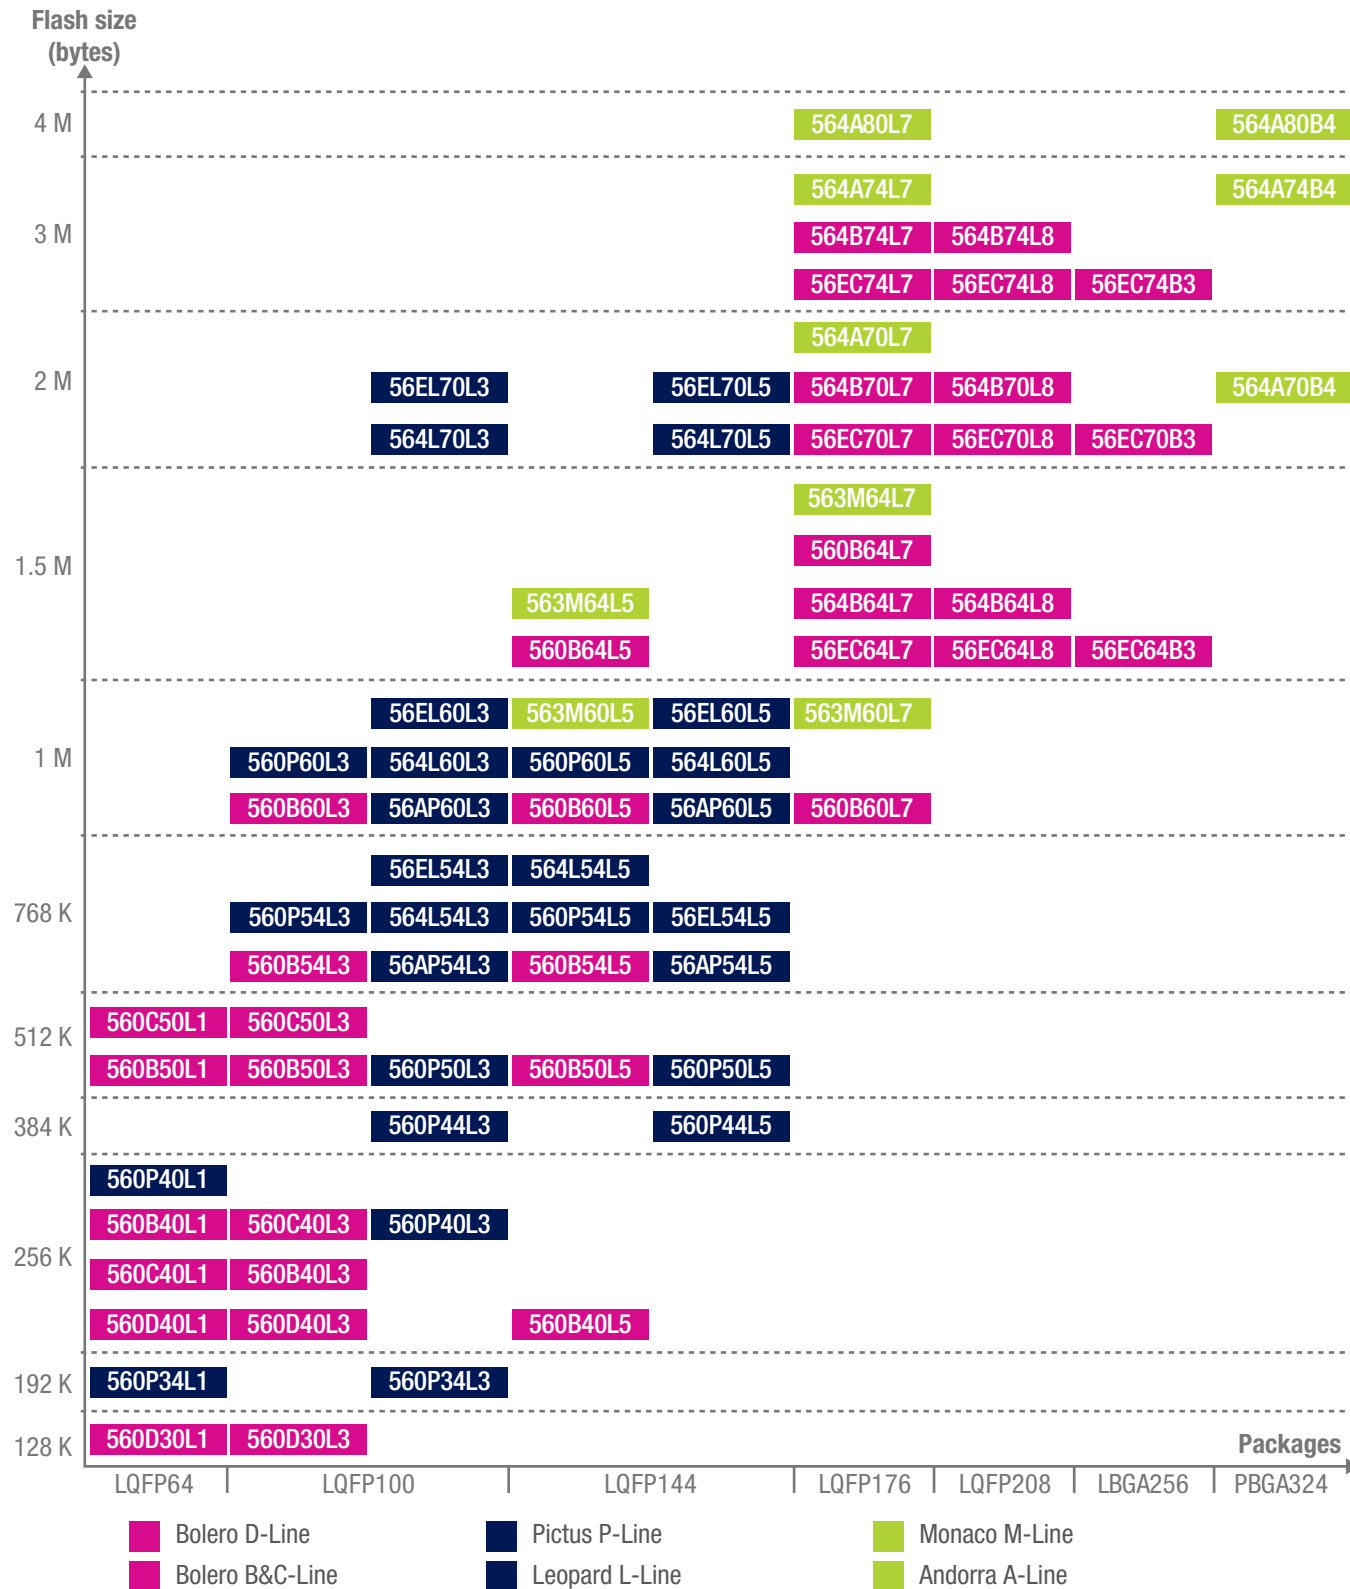 Flash size
(bytes)
4 M
564A80L7 564A80B4
564A74L7 564A74B4
3 M
564B74L7 564B74L8
56EC74L7 56EC74L8 56EC74B3
564A70L7
2 M
56EL70L3 56EL70L5 564B70L7 564B70L8 564A70B4
564L70L3 564L70L5 56EC70L7 56EC70L8 56EC70B3
563M64L7
1.5 M
560B64L7
563M64L5 564B64L7 564B64L8
560B64L5 56EC64L7 56EC64L8 56EC64B3
56EL60L3 563M60L5 56EL60L5 563M60L7
1 M
560P60L3 564L60L3 560P60L5 564L60L5
560B60L3 56AP60L3 560B60L5 56AP60L5 560B60L7
56EL54L3 564L54L5
768 K
560P54L3 564L54L3 560P54L5 56EL54L5
560B54L3 56AP54L3 560B54L5 56AP54L5
560C50L1 560C50L3
512 K
560B50L1 560B50L3 560P50L3 560B50L5 560P50L5
384 K
560P44L3 560P44L5
560P40L1
560B40L1 560C40L3 560P40L3
256 K
560C40L1 560B40L3
560D40L1 560D40L3 560B40L5
192 K
560P34L1 560P34L3
128 K
560D30L1 560D30L3
Packages
LQFP64 LQFP100 LQFP144 LQFP176 LQFP208 LBGA256 PBGA324
Bolero D-Line Pictus P-Line Monaco M-Line
Bolero B&C-Line Leopard L-Line Andorra A-Line